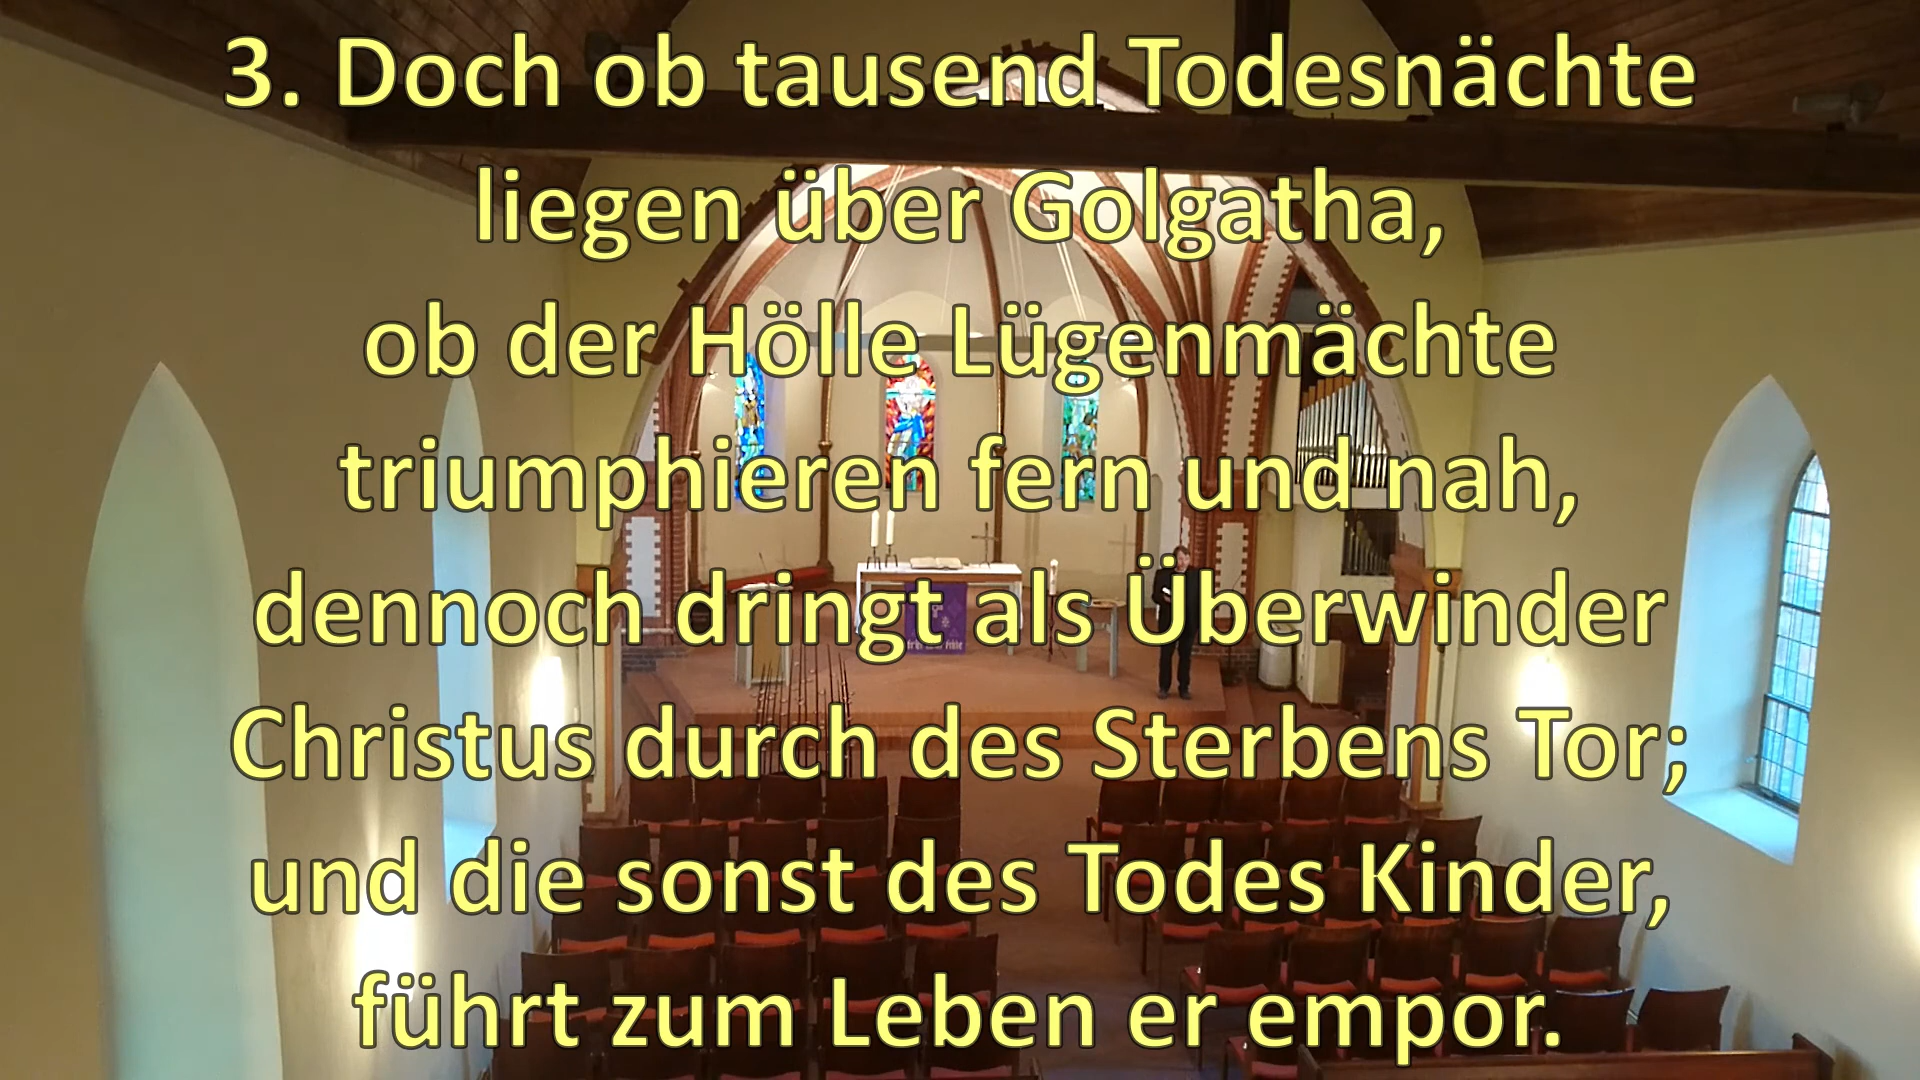 3. Doch ob tausend Todesnächte
liegen über Golgatha,
ob der Hölle Lügenmächte
triumphieren fern und nah,
dennoch dringt als Überwinder
Christus durch des Sterbens Tor;
und die sonst des Todes Kinder,
führt zum Leben er empor.